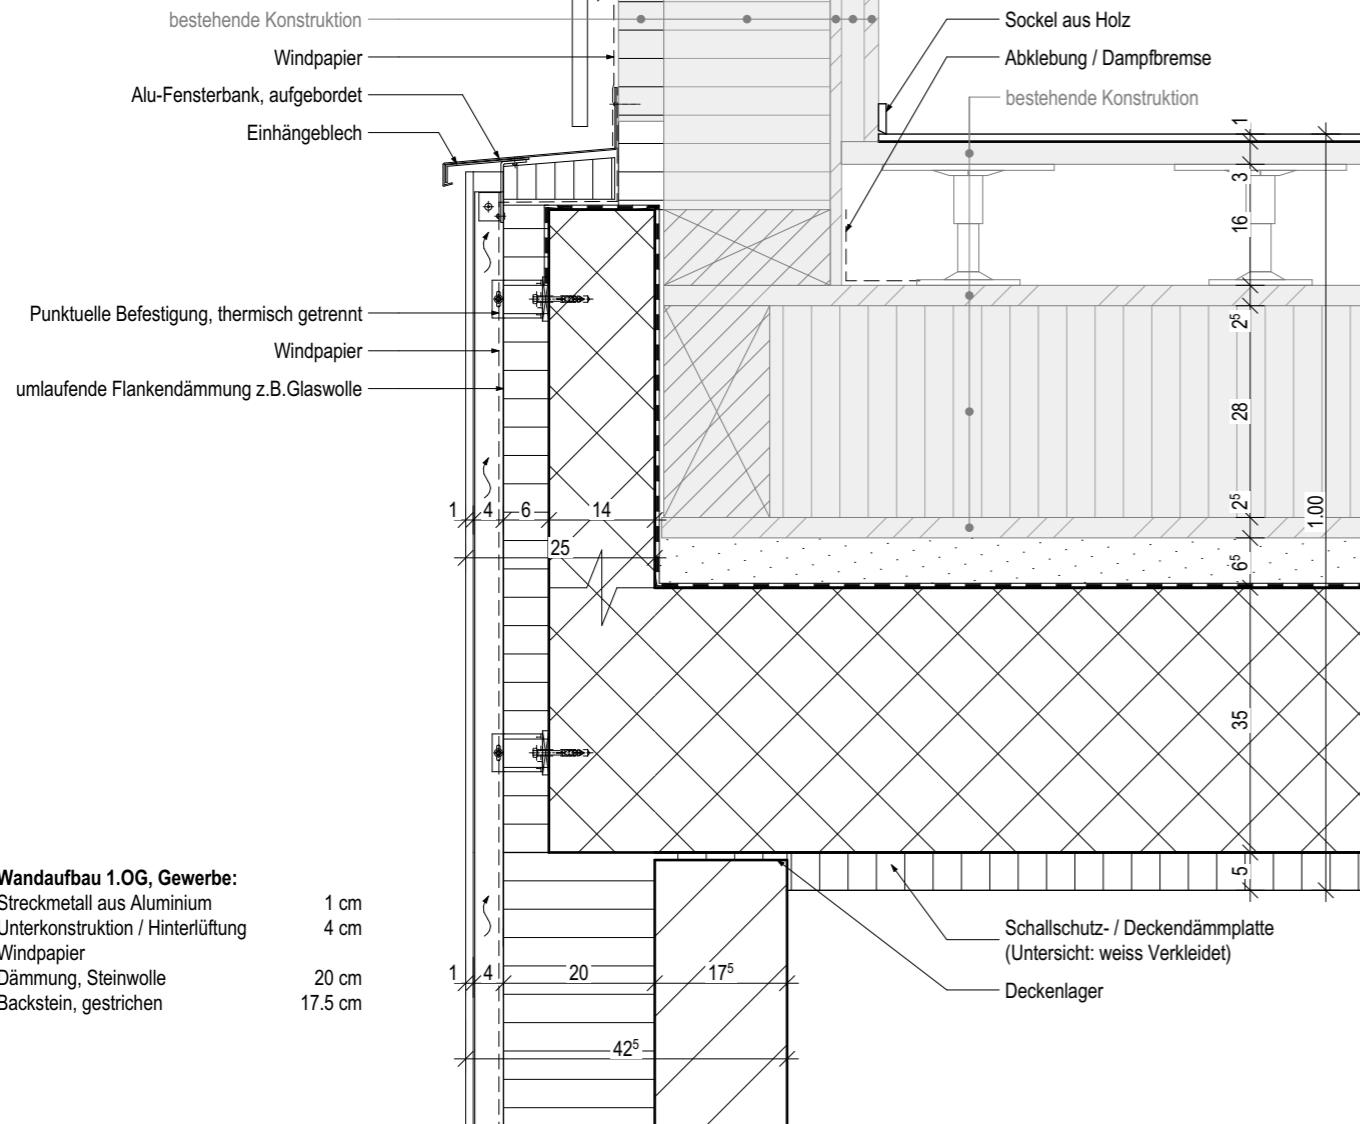 bestehende Konstruktion
Windpapier
Alu-Fensterbank, aufgebordet
Einhängeblech
Sockel aus Holz
Abklebung / Dampfbremse
bestehende Konstruktion
Punktuelle Befestigung, thermisch getrennt
Windpapier
umlaufende Flankendämmung z.B.Glaswolle
1
3
16
2⁵
28
2⁵
6⁵
35
5
1.00
1 4 6 14
25
Wandaufbau 1.OG, Gewerbe:
Streckmetall aus Aluminium 1 cm
Unterkonstruktion / Hinterlüftung 4 cm
Windpapier
Dämmung, Steinwolle 20 cm
Backstein, gestrichen 17.5 cm
1 4 20 17⁵
42⁵
Schallschutz- / Deckendämmplatte
(Untersicht: weiss Verkleidet)
Deckenlager